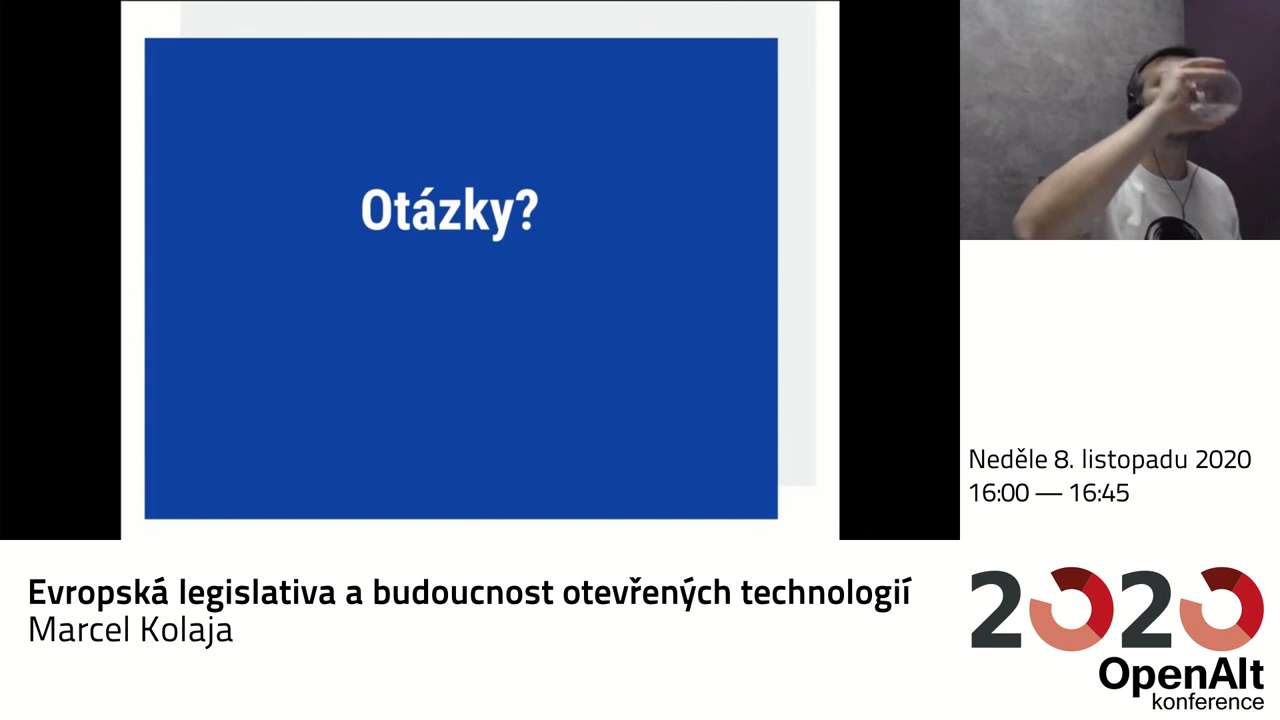 Otázky?
Neděle 8. listopadu 2020
16:00 — 16:45
Evropská legislativa a budoucnost otevřených technologií
Marcel Kolaja
2020
OpenAlt
konference